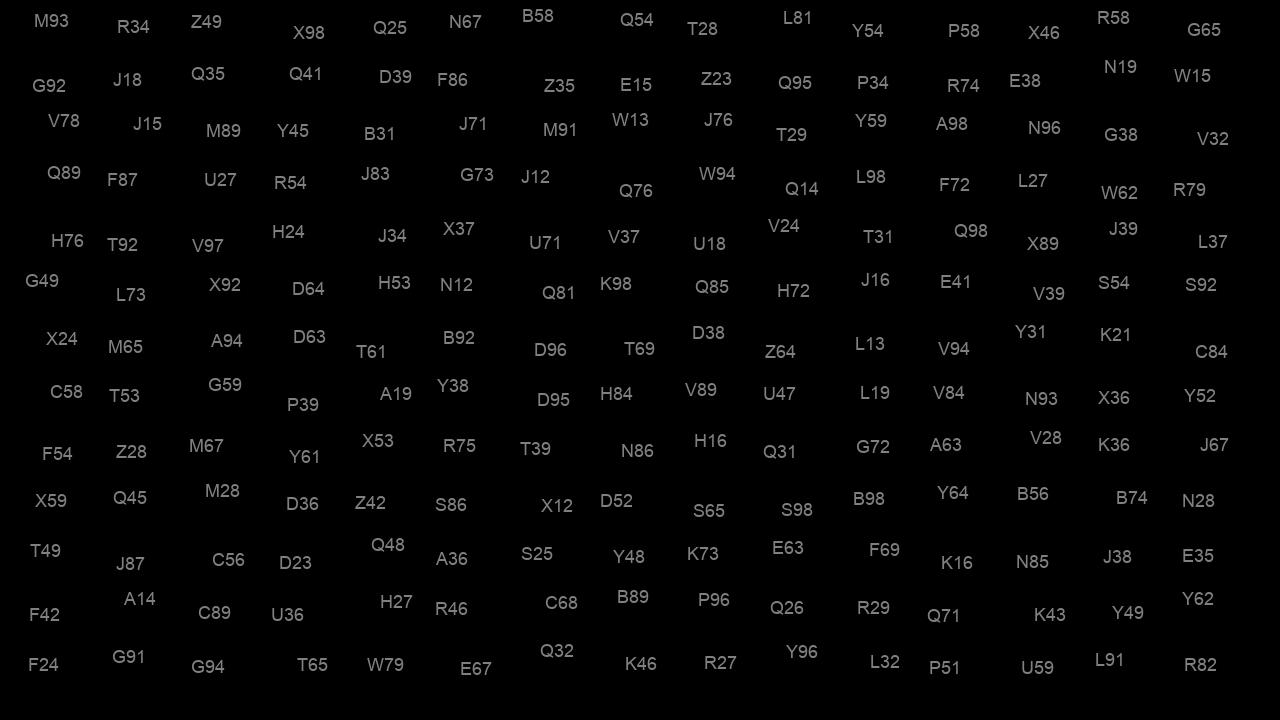 M93 R34 Z49 X98 Q25 N67 B58 Q54 T28 L81 Y54 P58 X46 R58 G65
G92 J18 Q35 Q41 D39 F86 Z35 E15 Z23 Q95 P34 R74 E38 N19 W15
V78 J15 M89 Y45 B31 J71 M91 W13 J76 T29 Y59 A98 N96 G38 V32
Q89 F87 U27 R54 J83 G73 J12 Q76 W94 Q14 L98 F72 L27 W62 R79
H76 T92 V97 H24 J34 X37 U71 V37 U18 V24 T31 Q98 X89 J39 L37
G49 L73 X92 D64 H53 N12 Q81 K98 Q85 H72 J16 E41 V39 S54 S92
X24 M65 A94 D63 T61 B92 D96 T69 D38 Z64 L13 V94 Y31 K21 C84
C58 T53 G59 P39 A19 Y38 D95 H84 V89 U47 L19 V84 N93 X36 Y52
F54 Z28 M67 Y61 X53 R75 T39 N86 H16 Q31 G72 A63 V28 K36 J67
X59 Q45 M28 D36 Z42 S86 X12 D52 S65 S98 B98 Y64 B56 B74 N28
T49 J87 C56 D23 Q48 A36 S25 Y48 K73 E63 F69 K16 N85 J38 E35
F42 A14 C89 U36 H27 R46 C68 B89 P96 Q26 R29 Q71 K43 Y49 Y62
F24 G91 G94 T65 W79 E67 Q32 K46 R27 Y96 L32 P51 U59 L91 R82